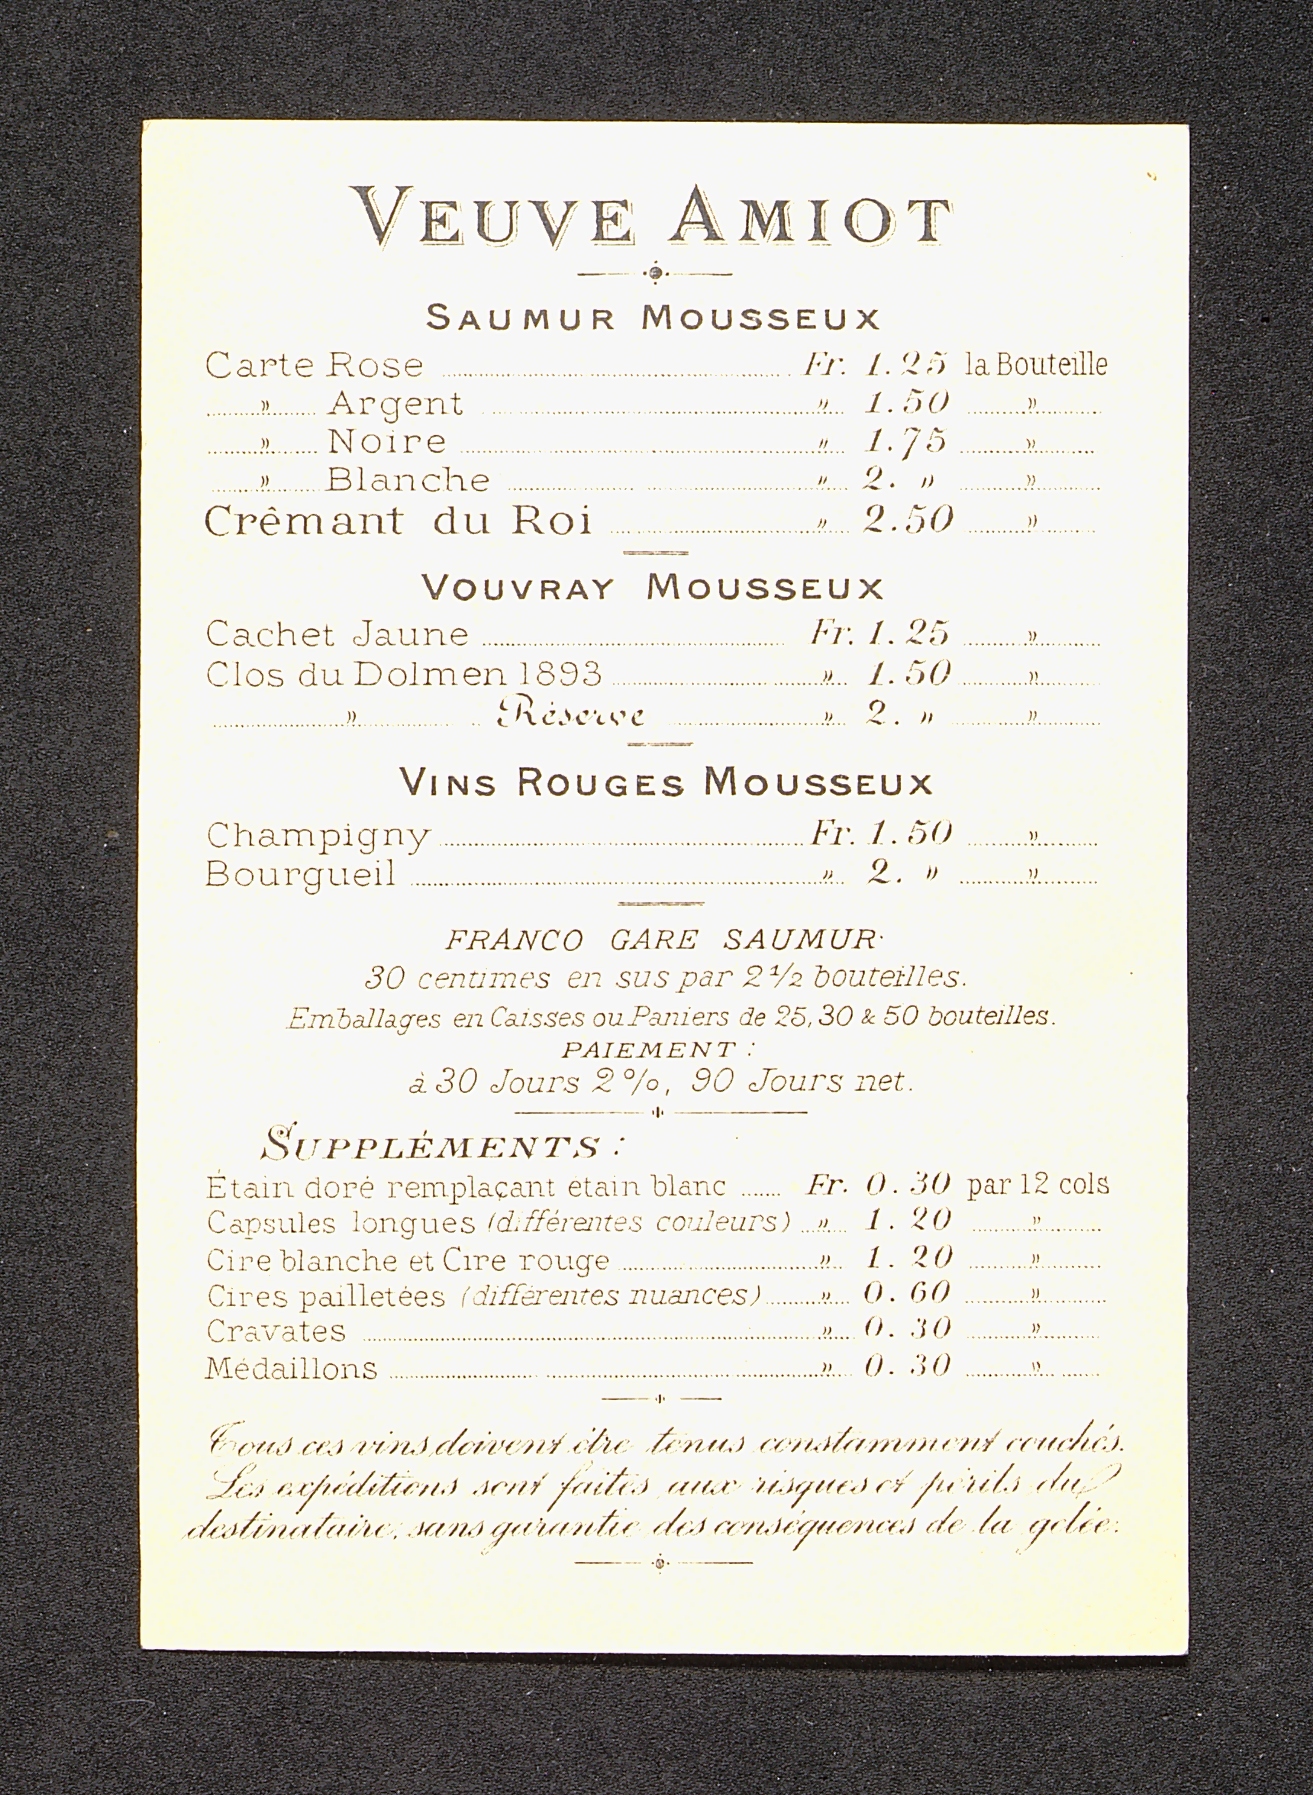 VEUVE AMIOT
SAUMUR MOUSSEUX
Carte Rose Fr. 1.25 la Bouteille
" Argent " 1.50 "
" Noire " 1.75 "
" Blanche " 2. " "
Crêmant du Roi " 2.50 "
VOUVRAY MOUSSEUX
Cachet Jaune Fr. 1.25 "
Clos du Dolmen 1893 " 1.50 "
" Réserve " 2. " "
VINS ROUGES MOUSSEUX
Champigny Fr. 1.50 "
Bourgueil " 2. " "
FRANCO GARE SAUMUR
30 centimes en sus par 2 1/2 bouteilles.
Emballages en Caisses ou Paniers de 25, 30 & 50 bouteilles.
PAIEMENT :
à 30 Jours 2 %, 90 Jours net.
SUPPLÉMENTS :
Étain doré remplaçant étain blanc Fr. 0.30 par 12 cols
Capsules longues (différentes couleurs) " 1.20 "
Cire blanche et Cire rouge " 1.20 "
Cires pailletées (différentes nuances) " 0.60 "
Cravates " 0.30 "
Médaillons " 0.30 "
Tous ces vins doivent être tenus constamment couchés.
Les expéditions sont faites aux risques et périls du
destinataire, sans garantie des conséquences de la gelée.